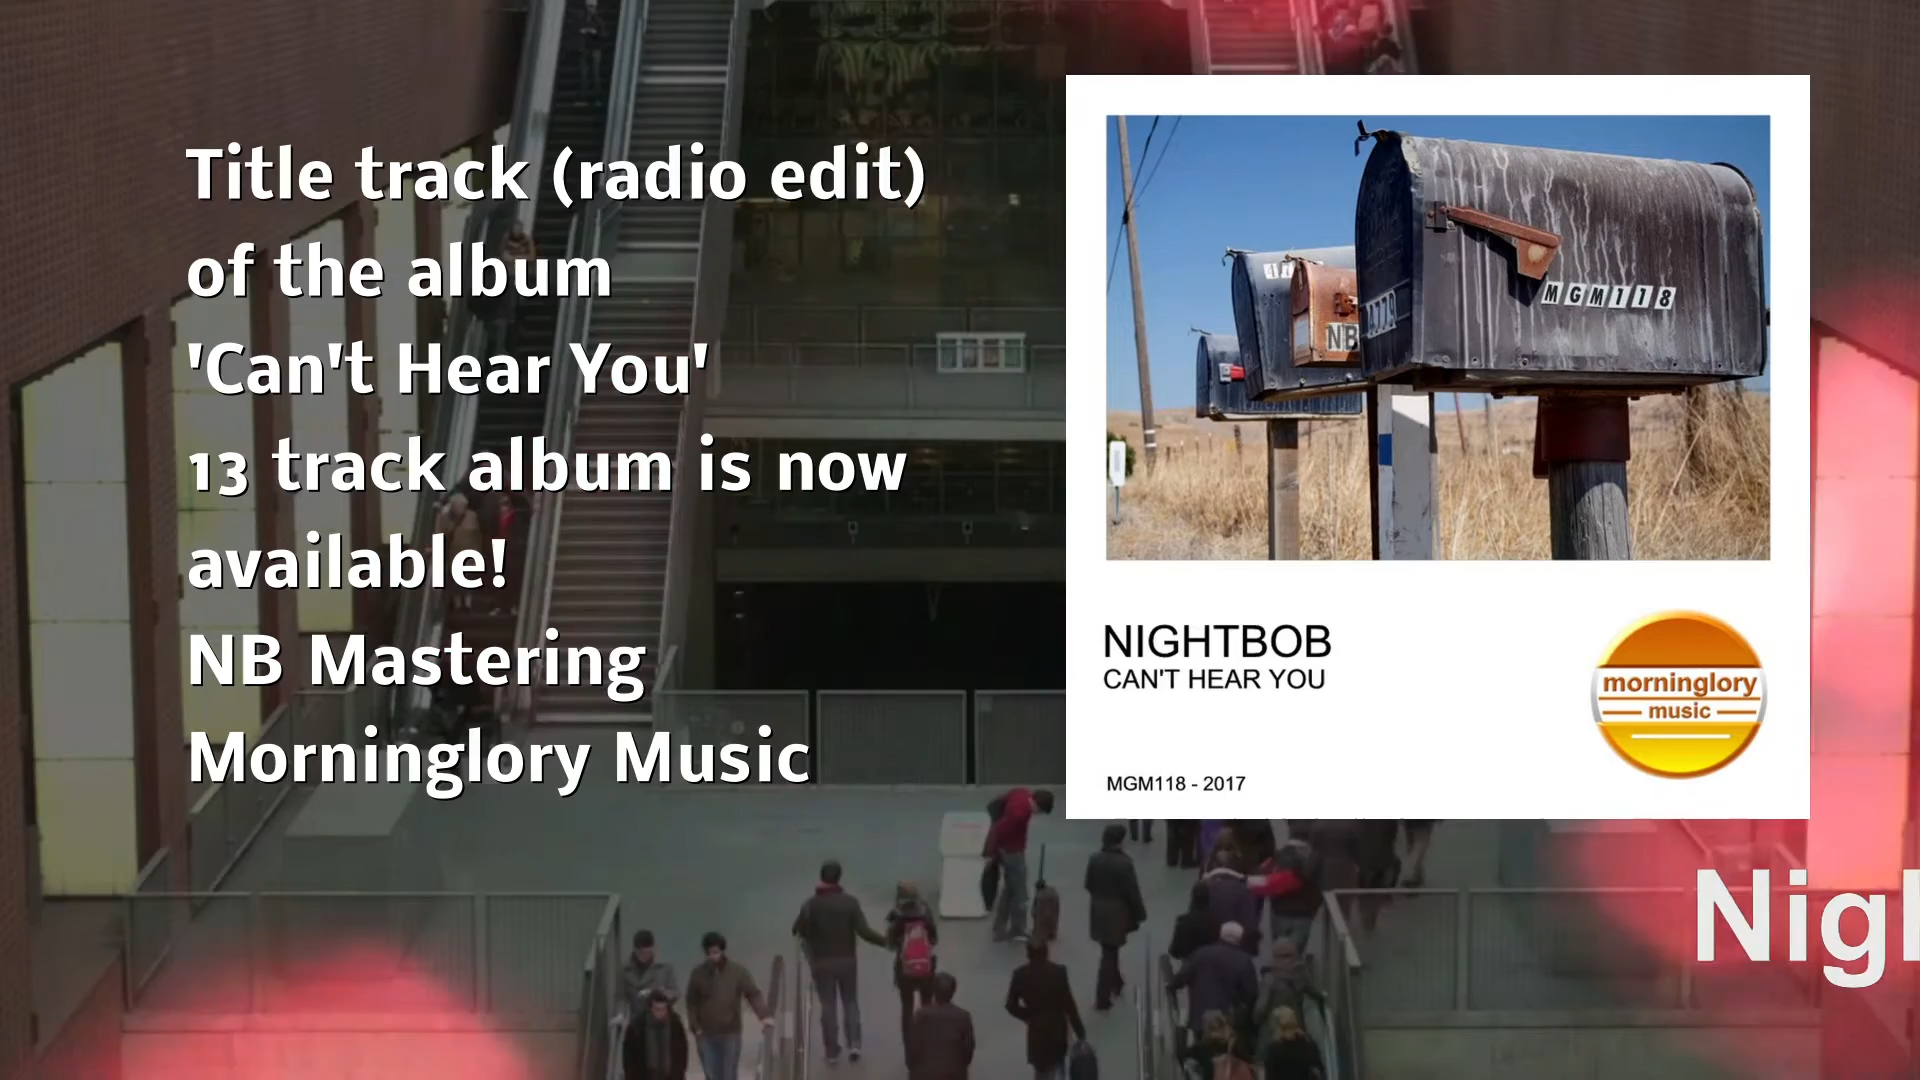 Title track (radio edit)
of the album
'Can't Hear You'
13 track album is now
available!
NB Mastering
Morninglory Music
MGM118
NB
A779
NIGHTBOB
CAN'T HEAR YOU
morninglory
music
MGM118 - 2017
Nig